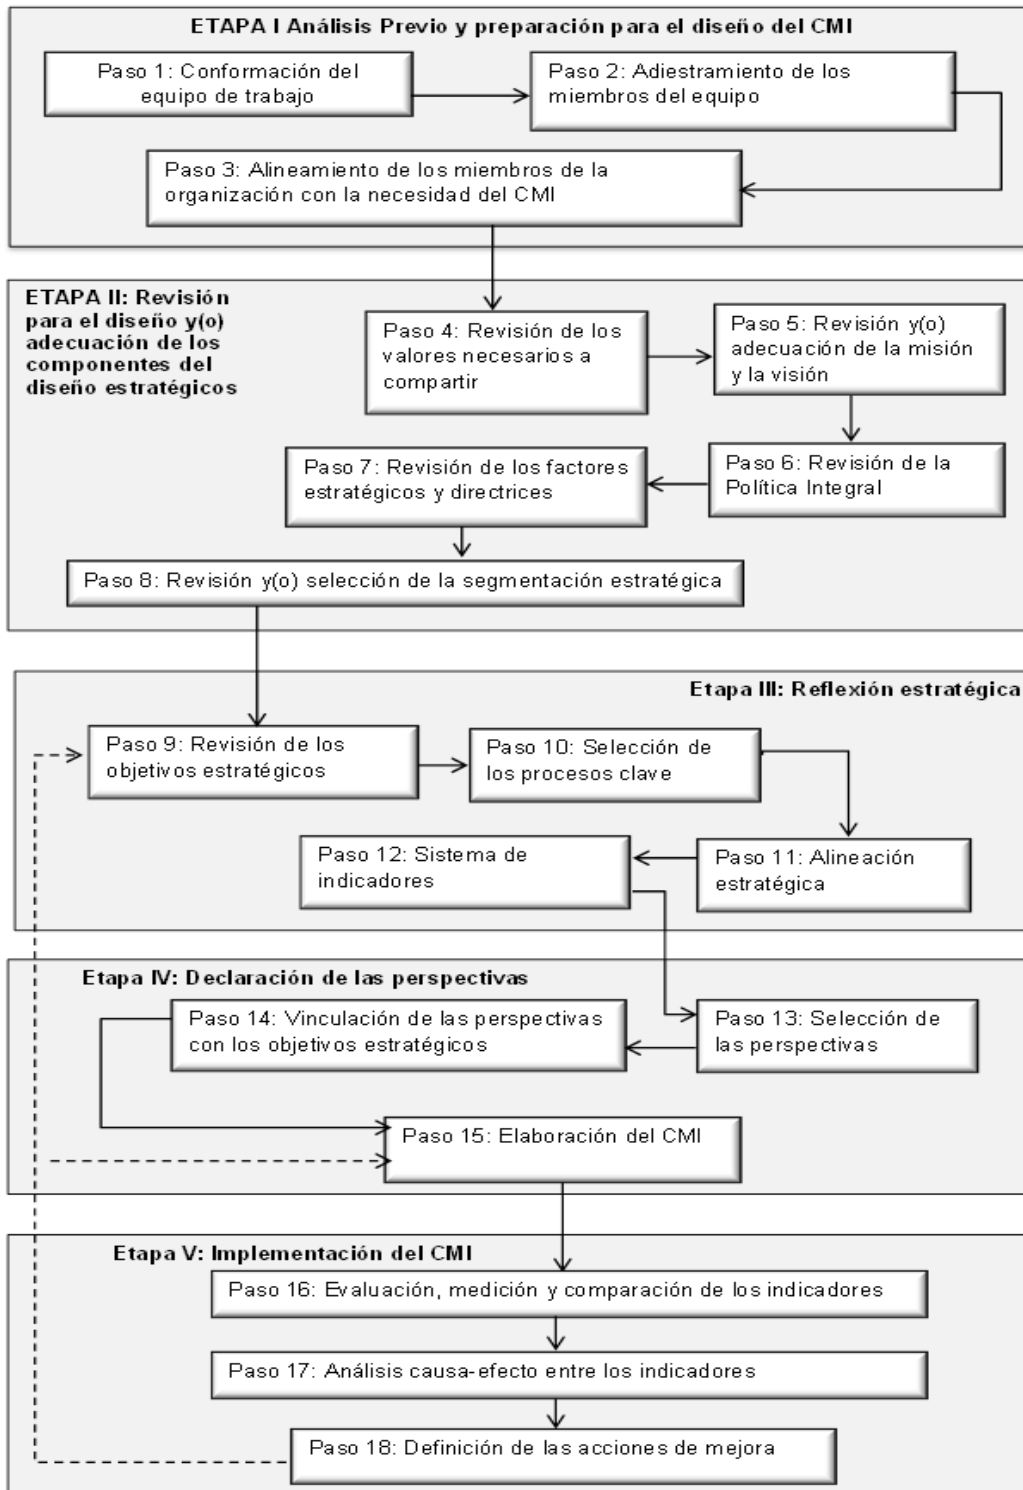 ETAPA I Análisis Previo y preparación para el diseño del CMI
Paso 1: Conformación del
equipo de trabajo
Paso 2: Adiestramiento de los
miembros del equipo
Paso 3: Alineamiento de los miembros de la
organización con la necesidad del CMI
ETAPA II: Revisión
para el diseño y(o)
adecuación de los
componentes del
diseño estratégicos
Paso 4: Revisión de los
valores necesarios a
compartir
Paso 5: Revisión y(o)
adecuación de la misión
y la visión
Paso 6: Revisión de la
Política Integral
Paso 7: Revisión de los factores
estratégicos y directrices
Paso 8: Revisión y(o) selección de la segmentación estratégica
Etapa III: Reflexión estratégica
Paso 9: Revisión de los
objetivos estratégicos
Paso 10: Selección de
los procesos clave
Paso 11: Alineación
estratégica
Paso 12: Sistema de
indicadores
Etapa IV: Declaración de las perspectivas
Paso 13: Selección de
las perspectivas
Paso 14: Vinculación de las perspectivas
con los objetivos estratégicos
Paso 15: Elaboración del CMI
Etapa V: Implementación del CMI
Paso 16: Evaluación, medición y comparación de los indicadores
Paso 17: Análisis causa-efecto entre los indicadores
Paso 18: Definición de las acciones de mejora